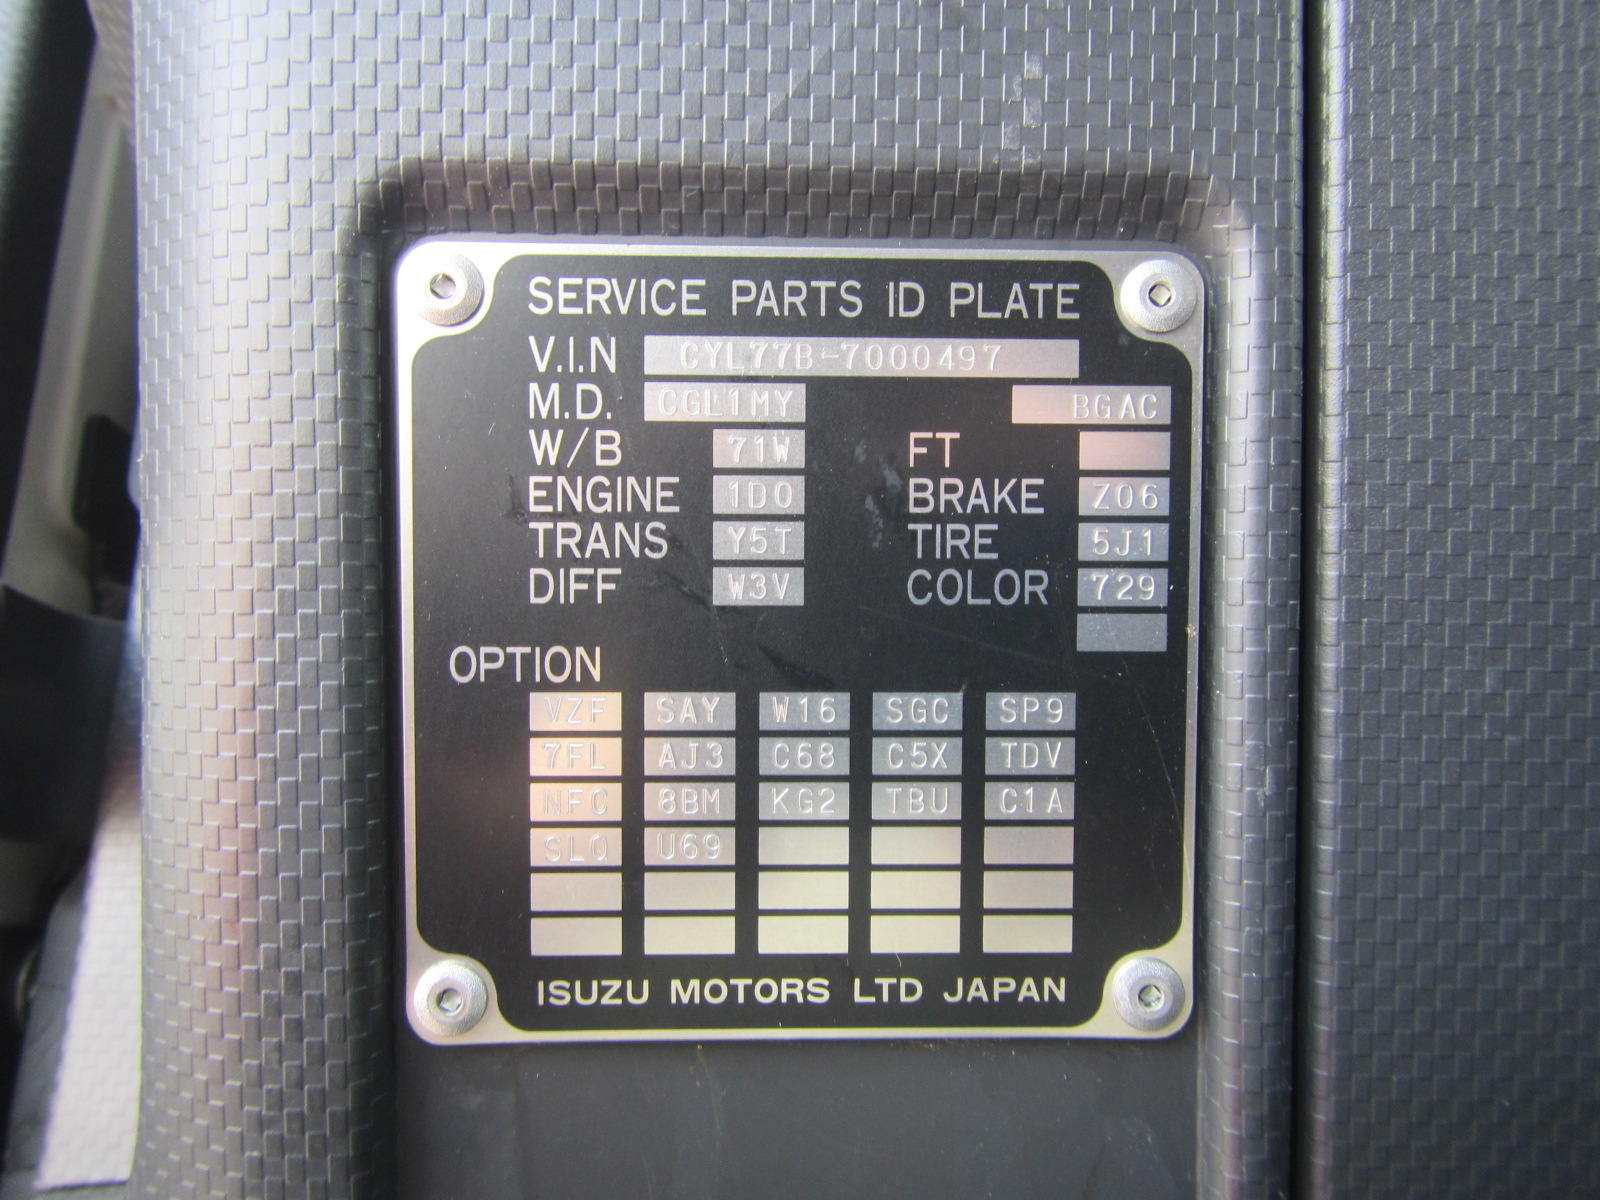 SERVICE PARTS ID PLATE
V.I.N CYL77B-7000497
M.D. CGL1MY BGAC
W/B 71W FT
ENGINE 1D0 BRAKE Z06
TRANS Y5T TIRE 5J1
DIFF W3V COLOR 729
OPTION
VZF SAY W16 SGC SP9
7FL AJ3 C68 C5X TDV
NFC 8BM KG2 TBU C1A
SLQ U69
ISUZU MOTORS LTD JAPAN